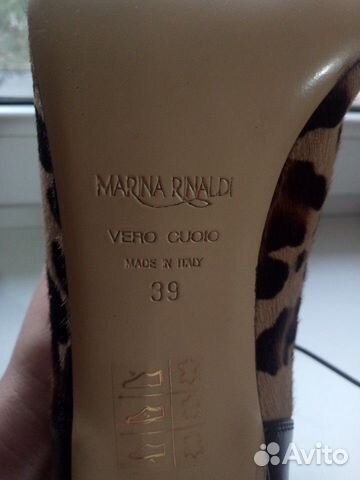 MARINA RINALDI
VERO CUOIO
MADE IN ITALY
39
Avito